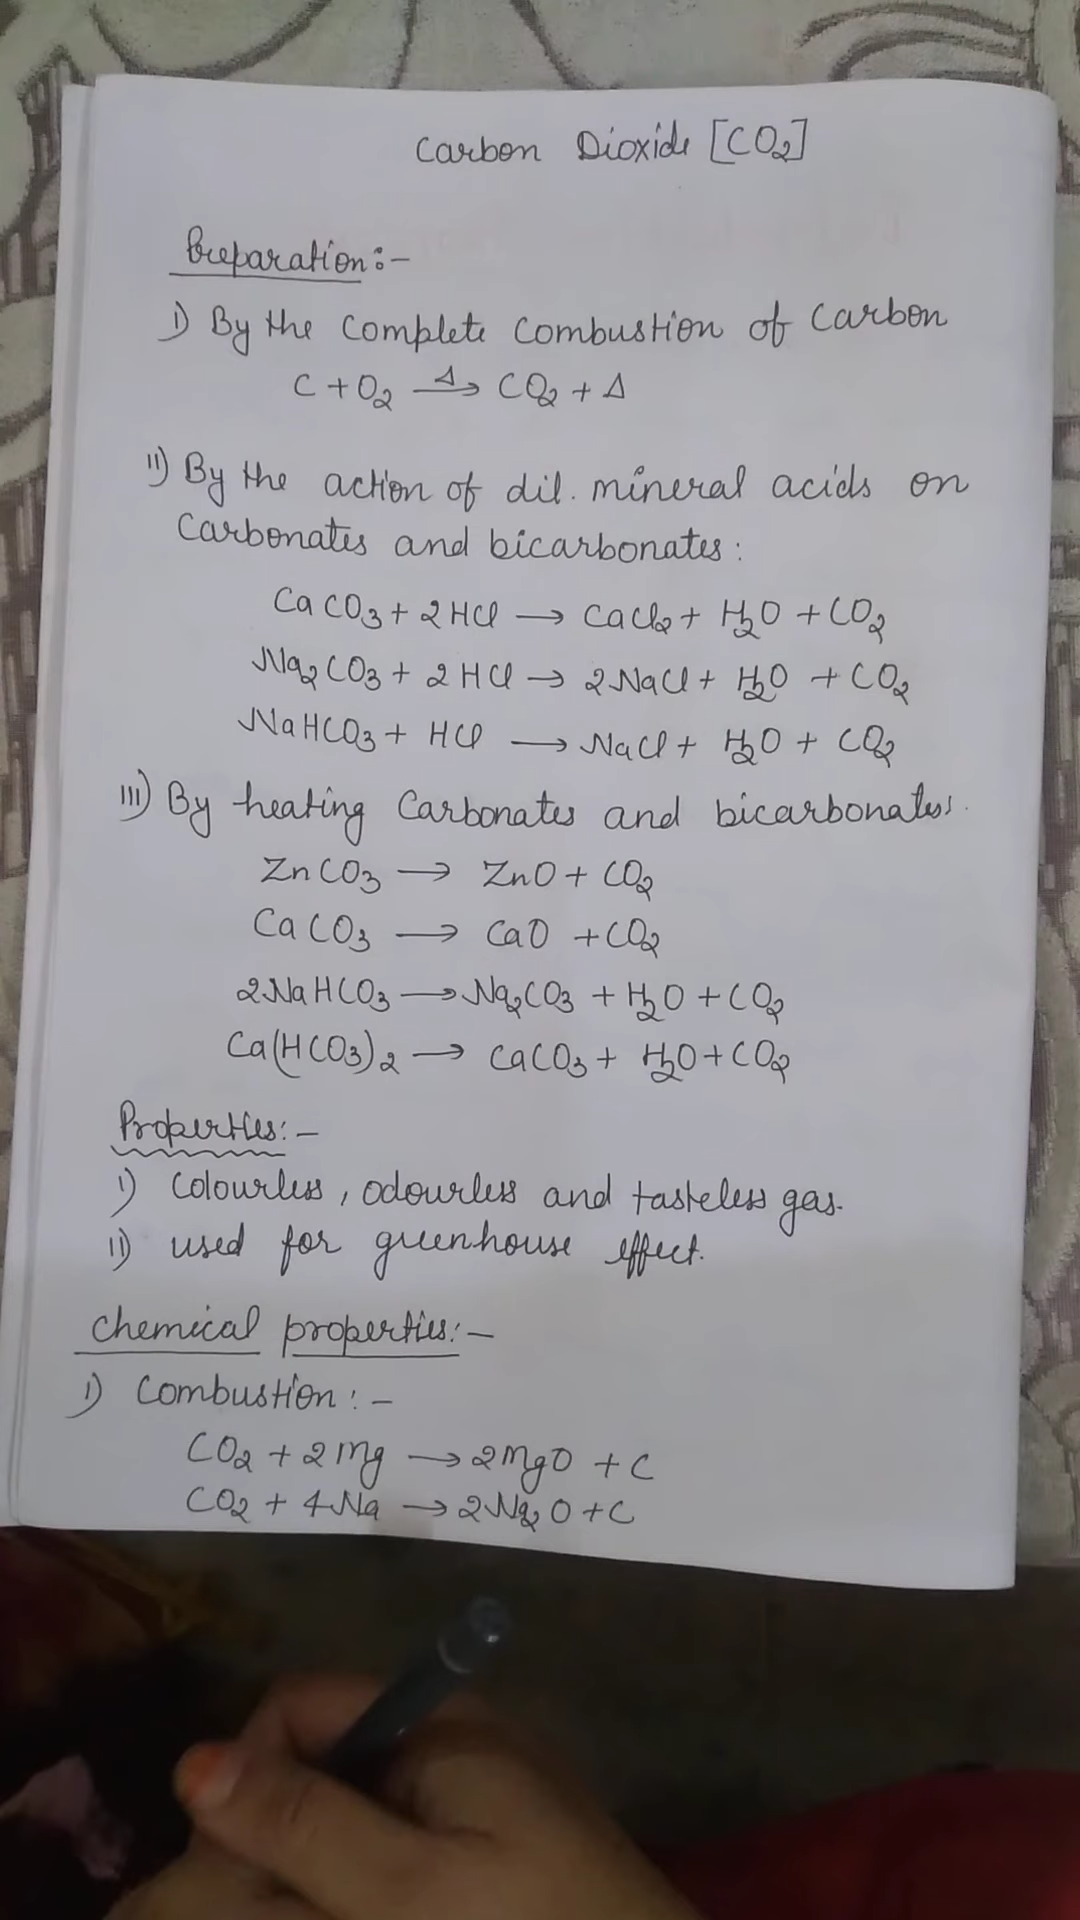 Carbon Dioxide [CO₂]
Preparation:-
i) By the complete combustion of carbon
C + O₂ —Δ→ CO₂ + Δ
ii) By the action of dil. mineral acids on
carbonates and bicarbonates:
CaCO₃ + 2HCl → CaCl₂ + H₂O + CO₂
Na₂CO₃ + 2HCl → 2NaCl + H₂O + CO₂
NaHCO₃ + HCl → NaCl + H₂O + CO₂
iii) By heating carbonates and bicarbonates:
ZnCO₃ → ZnO + CO₂
CaCO₃ → CaO + CO₂
2NaHCO₃ → Na₂CO₃ + H₂O + CO₂
Ca(HCO₃)₂ → CaCO₃ + H₂O + CO₂
Properties:-
i) Colourless, odourless and tasteless gas.
ii) used for greenhouse effect.
Chemical properties:-
i) Combustion:-
CO₂ + 2Mg → 2MgO + C
CO₂ + 4Na → 2Na₂O + C